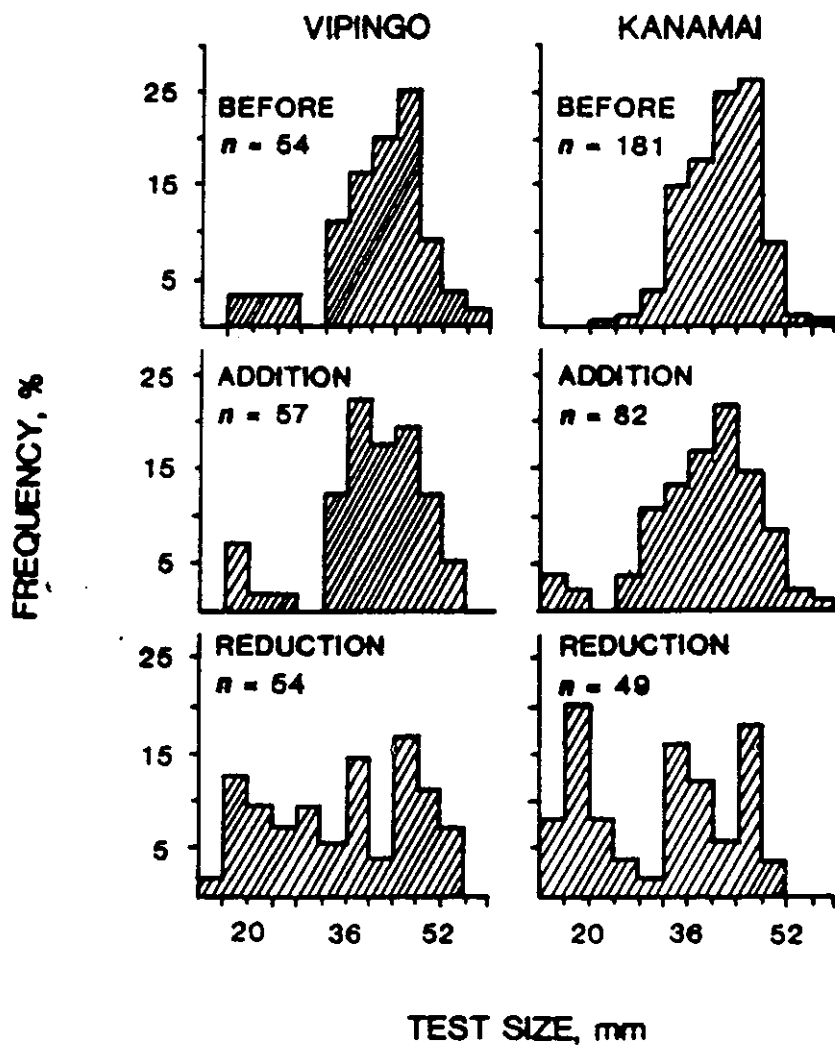 VIPINGO
KANAMAI
BEFORE
n = 54
BEFORE
n = 181
25
15
5
ADDITION
n = 57
ADDITION
n = 82
25
15
5
REDUCTION
n = 54
REDUCTION
n = 49
25
15
5
20 36 52
20 36 52
FREQUENCY, %
TEST SIZE, mm